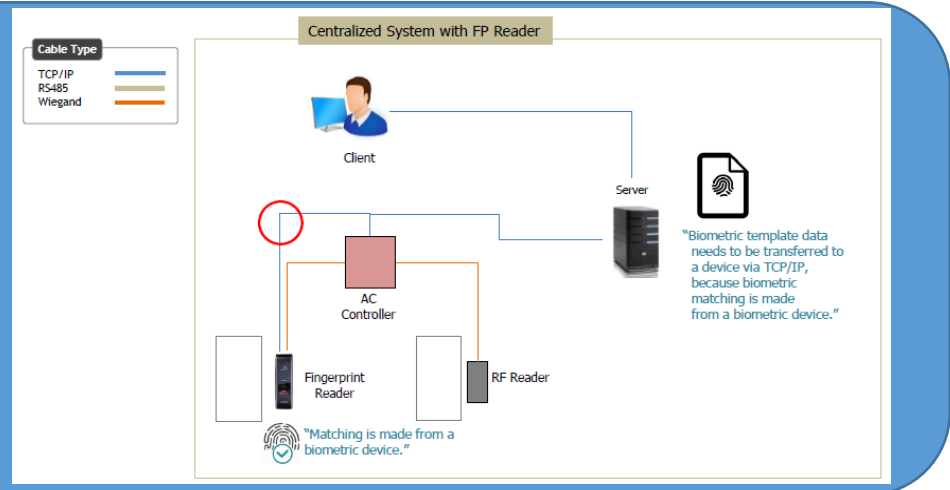 Centralized System with FP Reader
Cable Type
TCP/IP
RS485
Wiegand
Client
Server
"Biometric template data
needs to be transferred to
a device via TCP/IP,
because biometric
matching is made
from a biometric device."
AC
Controller
Fingerprint
Reader
RF Reader
"Matching is made from a
biometric device."